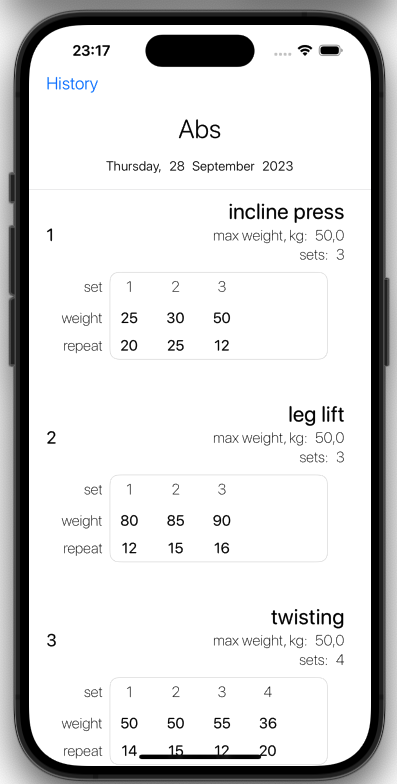 23:17
History
Abs
Thursday, 28 September 2023
incline press
1 max weight, kg: 50,0
sets: 3
set 1 2 3
weight 25 30 50
repeat 20 25 12
leg lift
2 max weight, kg: 50,0
sets: 3
set 1 2 3
weight 80 85 90
repeat 12 15 16
twisting
3 max weight, kg: 50,0
sets: 4
set 1 2 3 4
weight 50 50 55 36
repeat 14 15 12 20